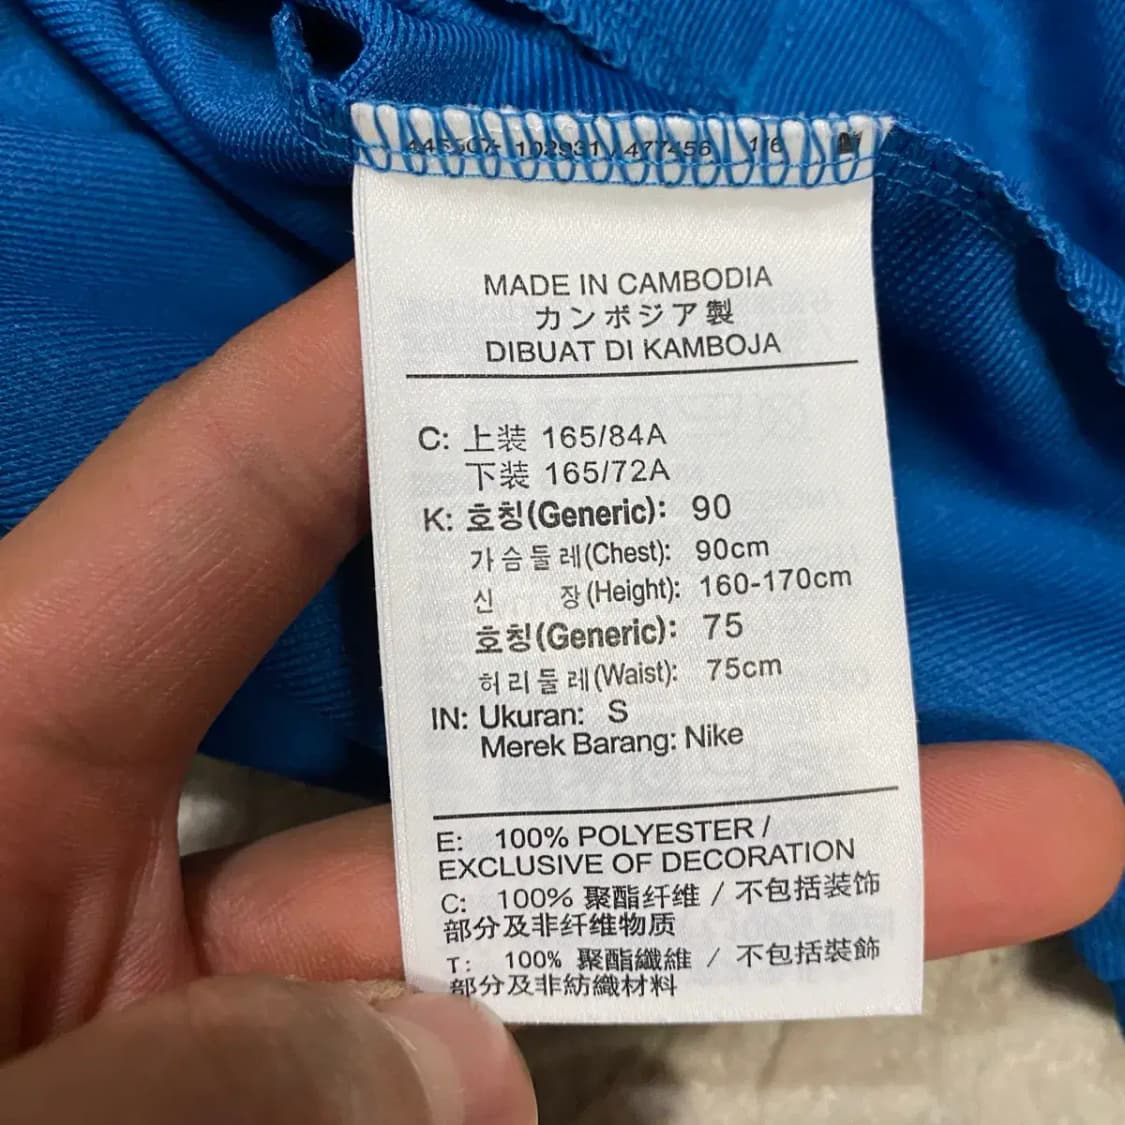 MADE IN CAMBODIA
カンボジア製
DIBUAT DI KAMBOJA
C: 上装 165/84A
下装 165/72A
K: 호칭(Generic): 90
가슴둘레(Chest): 90cm
신 장(Height): 160-170cm
호칭(Generic): 75
허리둘레(Waist): 75cm
IN: Ukuran: S
Merek Barang: Nike
E: 100% POLYESTER /
EXCLUSIVE OF DECORATION
C: 100% 聚酯纤维 / 不包括装饰
部分及非纤维物质
T: 100% 聚酯纖維 / 不包括裝飾
部分及非紡織材料